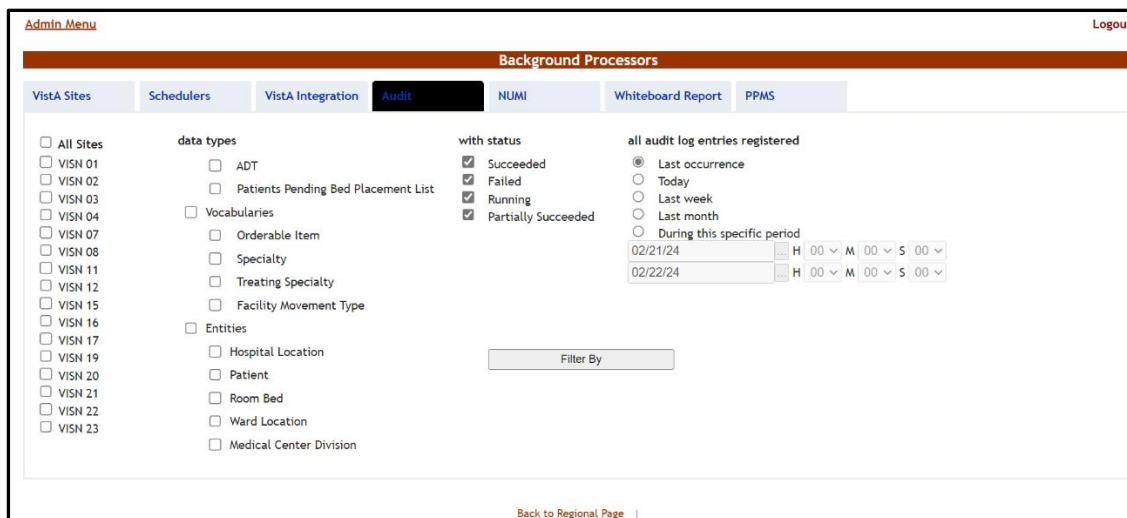 Admin Menu
Logou
Background Processors
VistA Sites
Schedulers
VistA Integration
Audit
NUMI
Whiteboard Report
PPMS
All Sites
VISN 01
VISN 02
VISN 03
VISN 04
VISN 07
VISN 08
VISN 11
VISN 12
VISN 15
VISN 16
VISN 17
VISN 19
VISN 20
VISN 21
VISN 22
VISN 23
data types
ADT
Patients Pending Bed Placement List
Vocabularies
Orderable Item
Specialty
Treating Specialty
Facility Movement Type
Entities
Hospital Location
Patient
Room Bed
Ward Location
Medical Center Division
with status
Succeeded
Failed
Running
Partially Succeeded
all audit log entries registered
Last occurrence
Today
Last week
Last month
During this specific period
02/21/24 ... H 00 M 00 S 00
02/22/24 ... H 00 M 00 S 00
Filter By
Back to Regional Page |